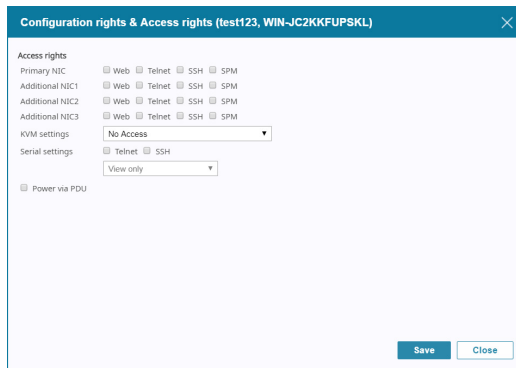 Configuration rights & Access rights (test123, WIN-JC2KKFUPSKL)
Access rights
Primary NIC Web Telnet SSH SPM
Additional NIC1 Web Telnet SSH SPM
Additional NIC2 Web Telnet SSH SPM
Additional NIC3 Web Telnet SSH SPM
KVM settings No Access
Serial settings Telnet SSH
View only
Power via PDU
Save Close